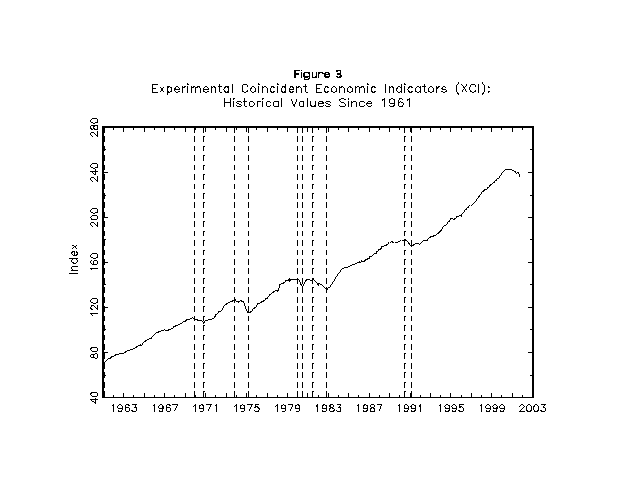 Figure 3
Experimental Coincident Economic Indicators (XCI):
Historical Values Since 1961
280
240
200
160
120
80
40
Index
1963 1967 1971 1975 1979 1983 1987 1991 1995 1999 2003